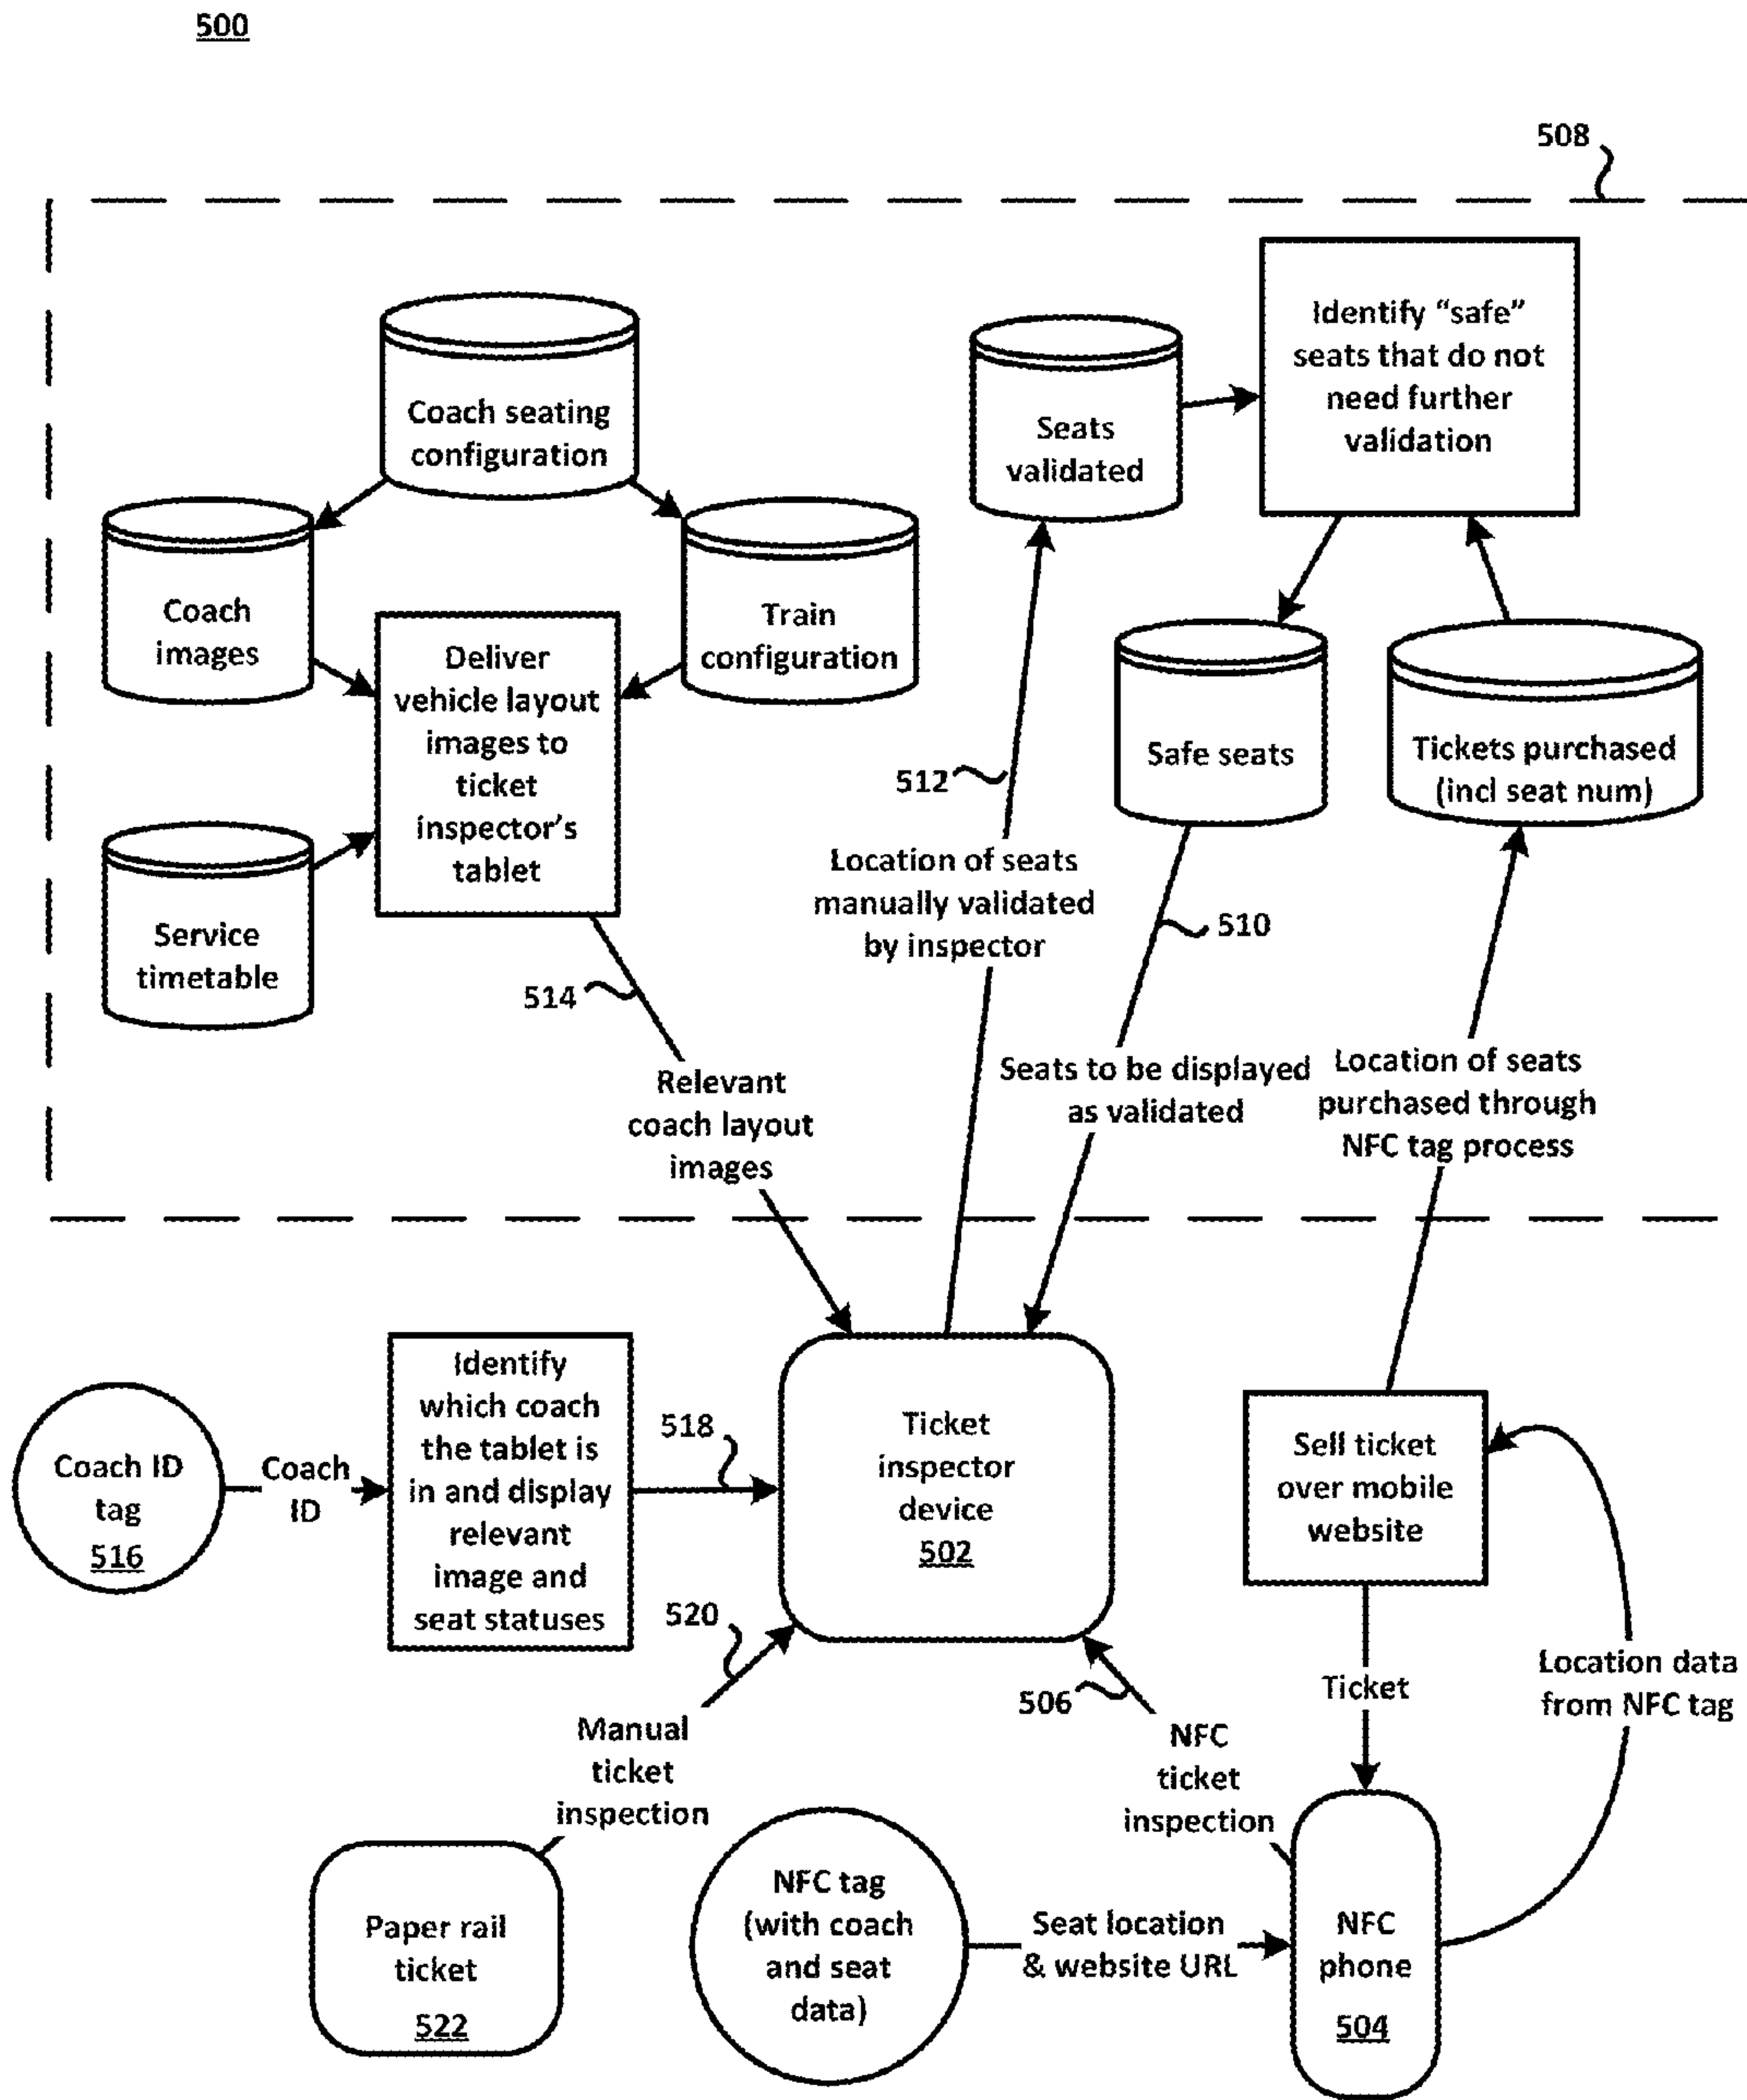 500
508
Coach seating
configuration
Coach
images
Train
configuration
Deliver
vehicle layout
images to
ticket
inspector's
tablet
Service
timetable
Seats
validated
Identify “safe”
seats that do not
need further
validation
Safe seats
Tickets purchased
(incl seat num)
512
Location of seats
manually validated
by inspector
510
514
Relevant
coach layout
images
Seats to be displayed
as validated
Location of seats
purchased through
NFC tag process
Coach ID
tag
516
Coach
ID
Identify
which coach
the tablet is
in and display
relevant
image and
seat statuses
518
Ticket
inspector
device
502
Sell ticket
over mobile
website
520
506
Manual
ticket
inspection
NFC
ticket
inspection
Ticket
Location data
from NFC tag
Paper rail
ticket
522
NFC tag
(with coach
and seat
data)
Seat location
& website URL
NFC
phone
504